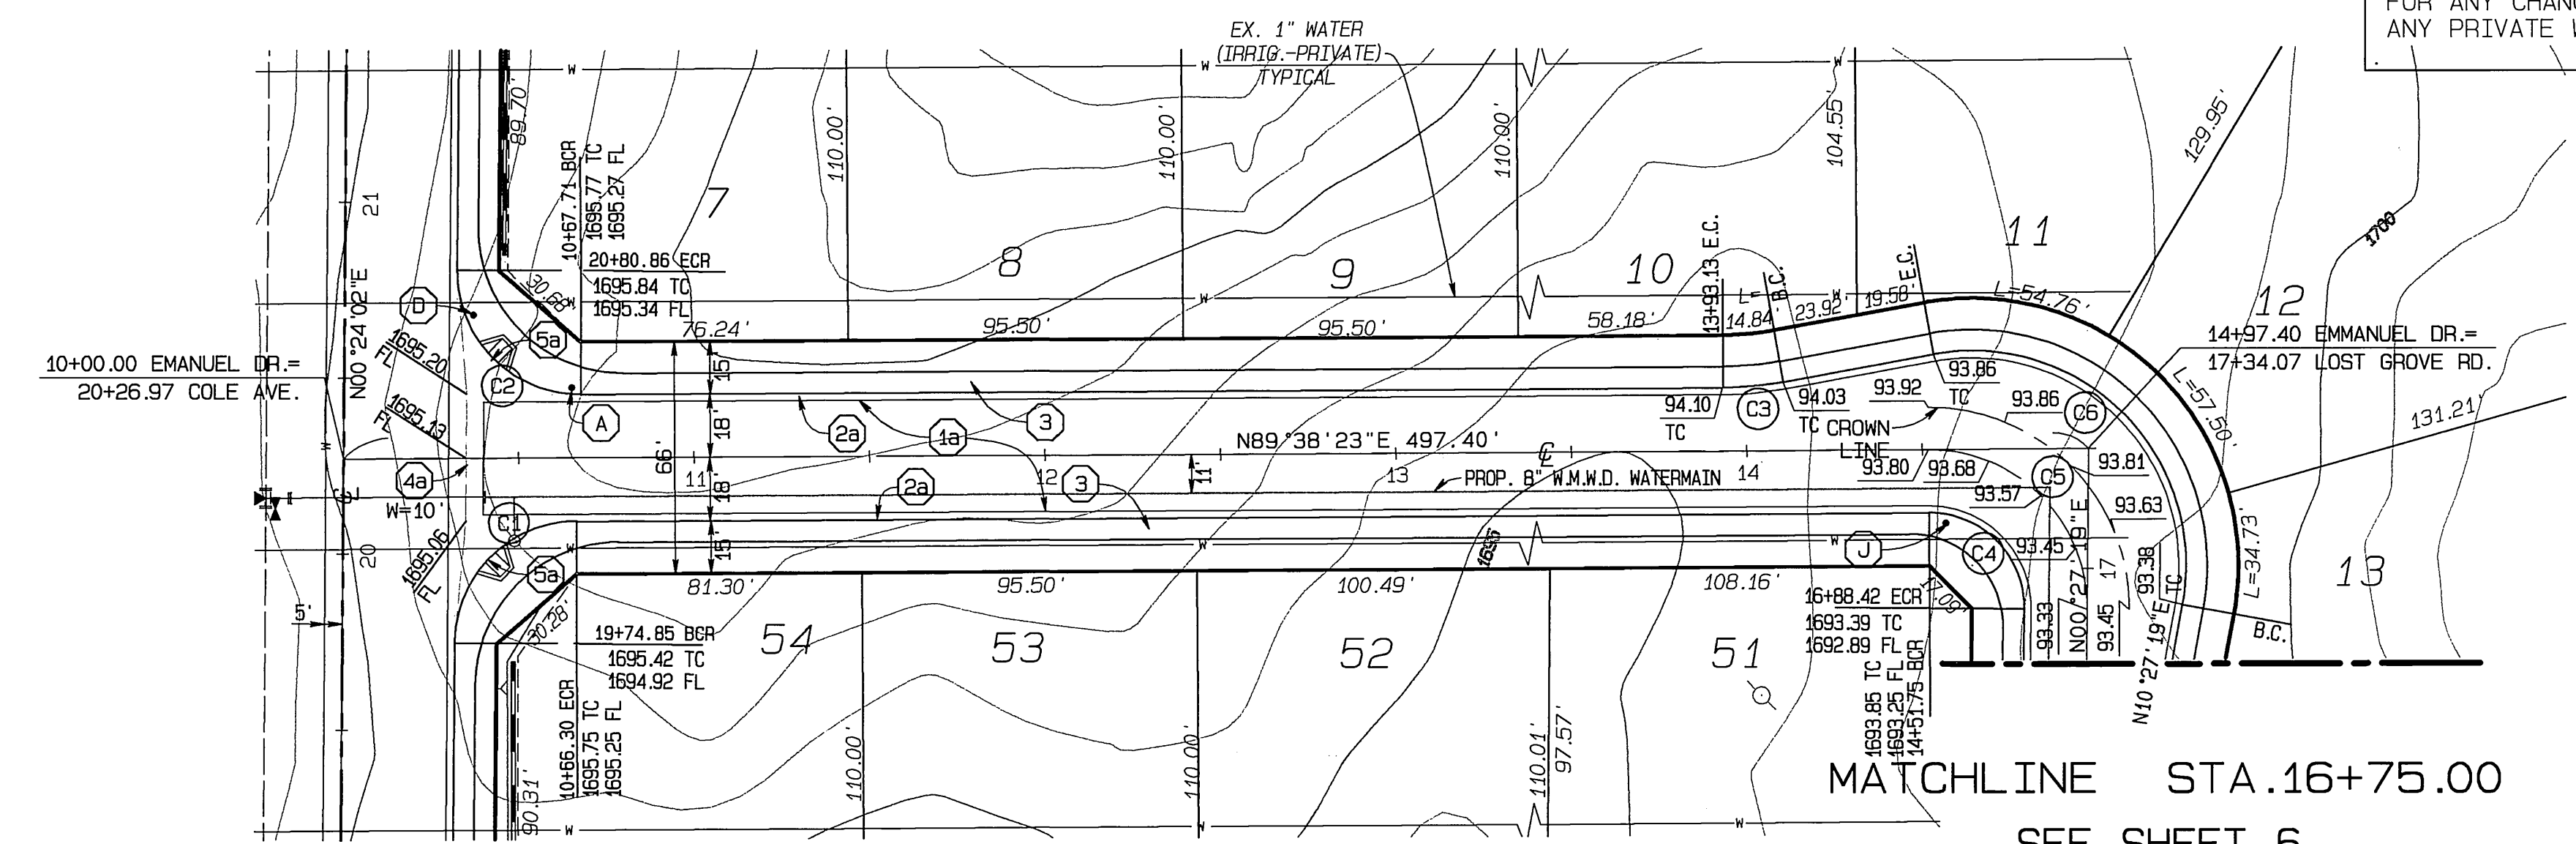 FOR ANY CHAN
ANY PRIVATE W
EX. 1" WATER
(IRRIG.-PRIVATE)
TYPICAL
W
W
W
89.70'
110.00'
110.00'
110.00'
104.55'
129.95'
1700
21
7
8
9
10
11
12
13
10+67.71 BCR
1695.77 TC
1695.27 FL
20+80.86 ECR
1695.84 TC
1695.34 FL
N00°24'02"E
D
30.68'
5a
C2
1695.20
FL
1695.13
FL
10+00.00 EMANUEL DR.=
20+26.97 COLE AVE.
W
W
W
76.24'
95.50'
95.50'
58.18'
13+93.13 E.C.
L=
14.84'
B.C.
23.92'
19.58'
E.C.
L=54.76'
L=57.50'
14+97.40 EMMANUEL DR.=
17+34.07 LOST GROVE RD.
131.21'
15'
18'
66'
18'
15'
A
2a
1a
3
N89°38'23"E 497.40'
94.10
TC
C3
94.03
TC
93.92
93.86
TC
93.86
C6
CROWN
LINE
93.80
93.68
C5
93.81
93.57
93.63
4a
W=10'
11
12
13
14
11'
2a
3
PROP. 8" W.M.W.D. WATERMAIN
C1
1695.06
FL
5a
20
5'
W
W
W
1695
J
C4
93.45
N00°27'19"E
17
93.38
TC
L=34.73'
B.C.
93.33
93.45
N10°27'19"E
30.28'
81.30'
95.50'
100.49'
108.16'
17.09'
19+74.85 BCR
1695.42 TC
1694.92 FL
54
53
52
51
16+88.42 ECR
1693.39 TC
1692.89 FL
1693.85 TC
1693.25 FL
14+51.75 BCR
10+66.30 ECR
1695.75 TC
1695.25 FL
90.31'
110.00'
110.00'
110.01'
97.57'
W
W
W
MATCHLINE STA.16+75.00
SEE SHEET 6